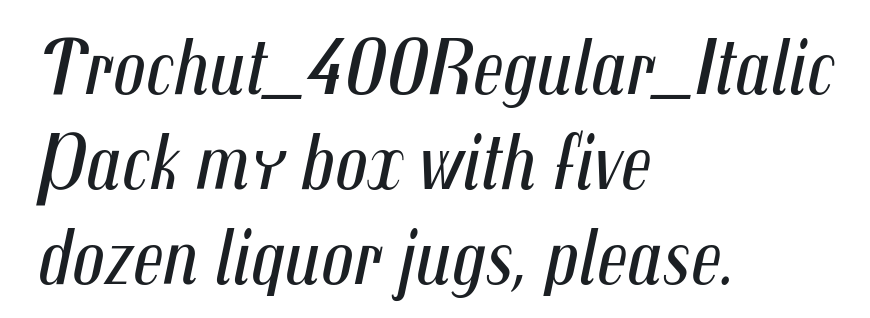 Trochut_400Regular_Italic
Pack my box with five
dozen liquor jugs, please.